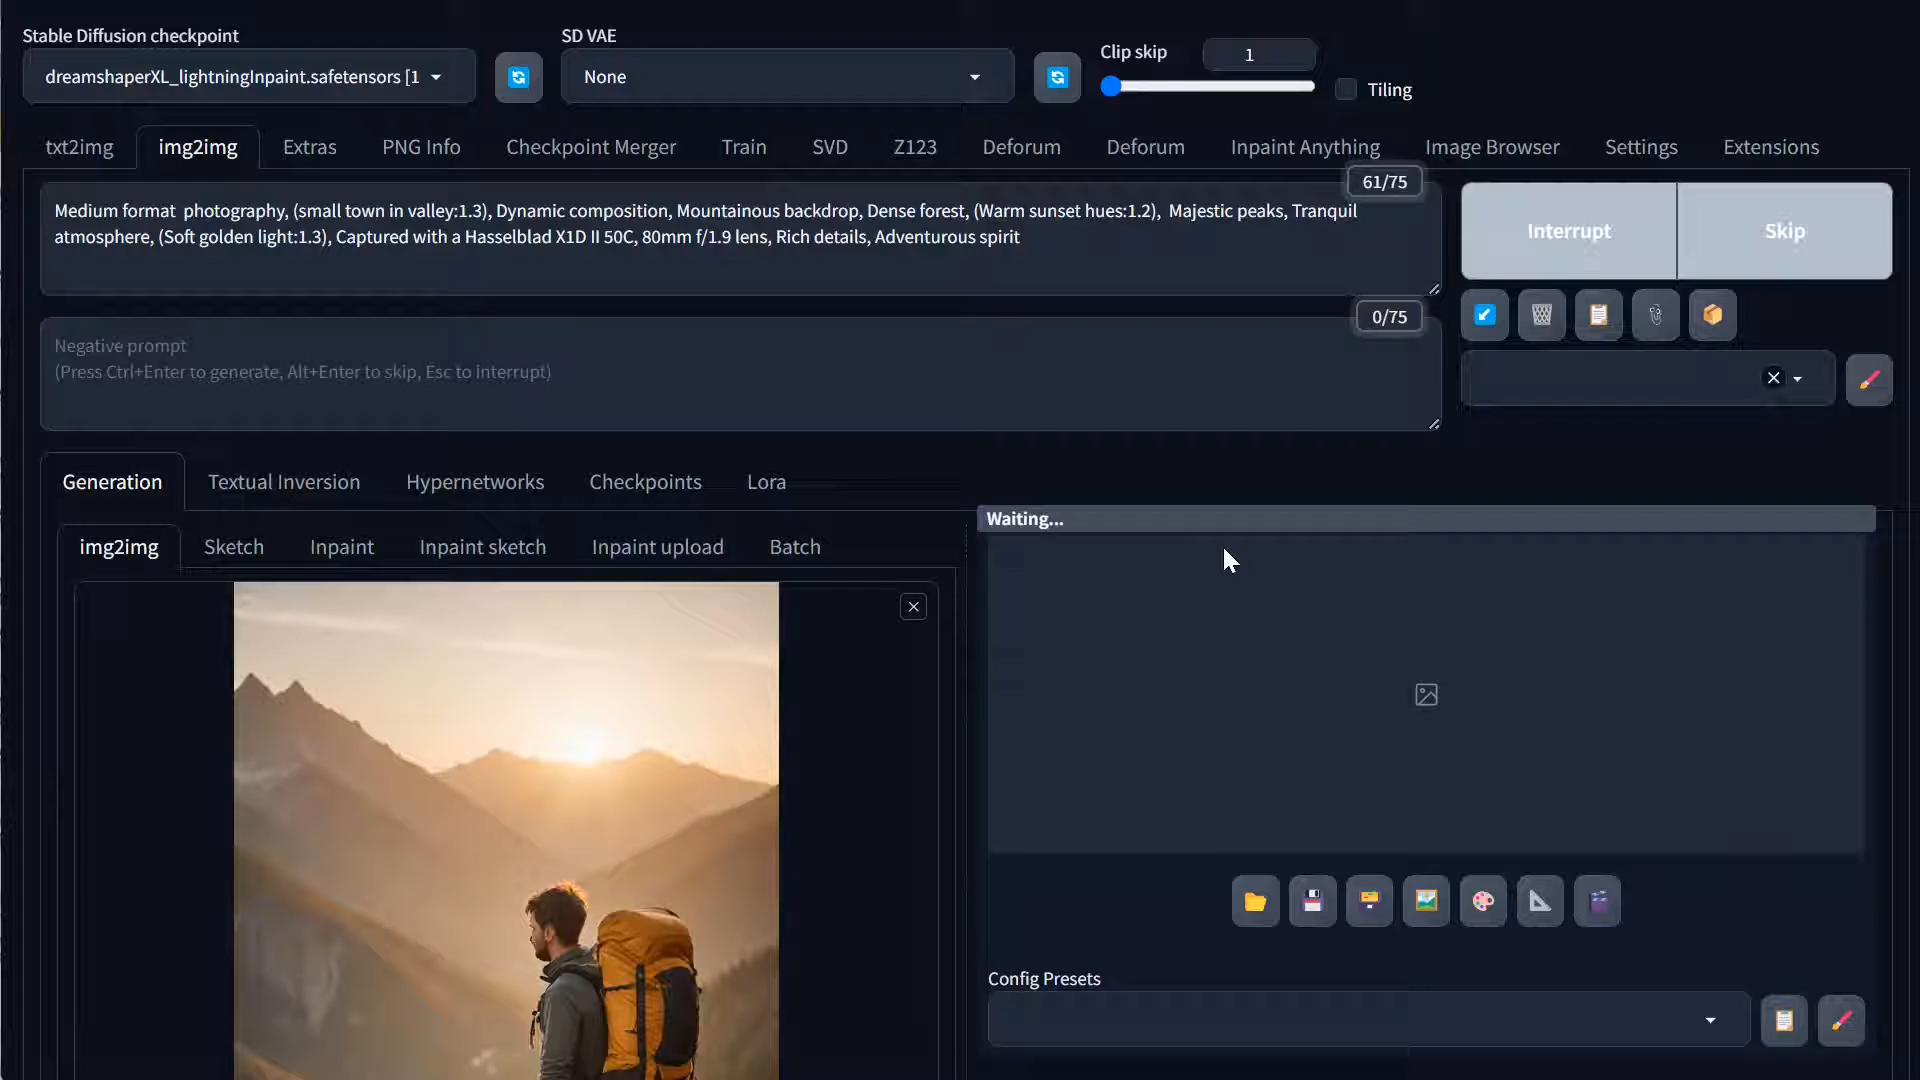 Stable Diffusion checkpoint
dreamshaperXL_lightningInpaint.safetensors [1
SD VAE
None
Clip skip
1
Tiling
txt2img
img2img
Extras
PNG Info
Checkpoint Merger
Train
SVD
Z123
Deforum
Deforum
Inpaint Anything
Image Browser
Settings
Extensions
61/75
Medium format  photography, (small town in valley:1.3), Dynamic composition, Mountainous backdrop, Dense forest, (Warm sunset hues:1.2),  Majestic peaks, Tranquil
atmosphere, (Soft golden light:1.3), Captured with a Hasselblad X1D II 50C, 80mm f/1.9 lens, Rich details, Adventurous spirit
Interrupt
Skip
0/75
Negative prompt
(Press Ctrl+Enter to generate, Alt+Enter to skip, Esc to interrupt)
Generation
Textual Inversion
Hypernetworks
Checkpoints
Lora
img2img
Sketch
Inpaint
Inpaint sketch
Inpaint upload
Batch
Waiting...
Config Presets